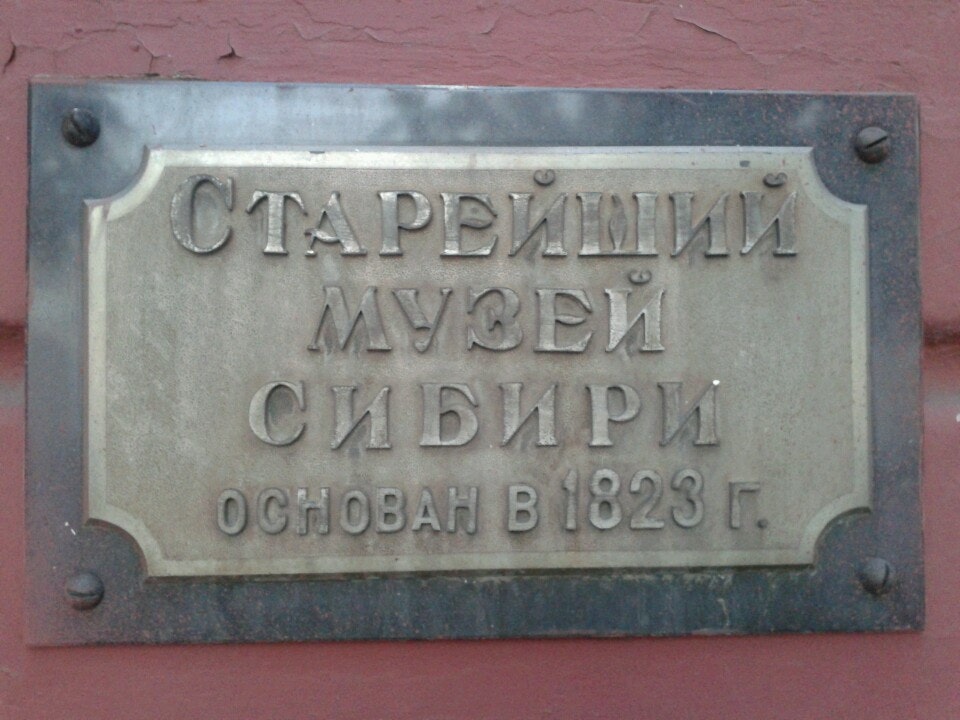 Старейший
музей
Сибири
основан в 1823 г.